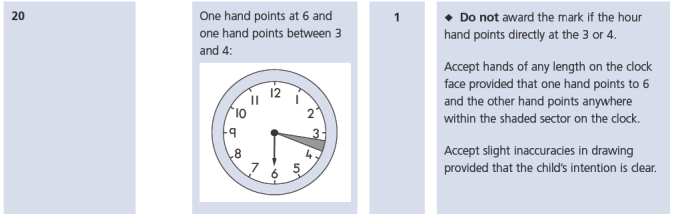 20
One hand points at 6 and
one hand points between 3
and 4:
12
11
1
10
2
9
3
8
4
7
5
6
1
◆ Do not award the mark if the hour
hand points directly at the 3 or 4.
Accept hands of any length on the clock
face provided that one hand points to 6
and the other hand points anywhere
within the shaded sector on the clock.
Accept slight inaccuracies in drawing
provided that the child's intention is clear.